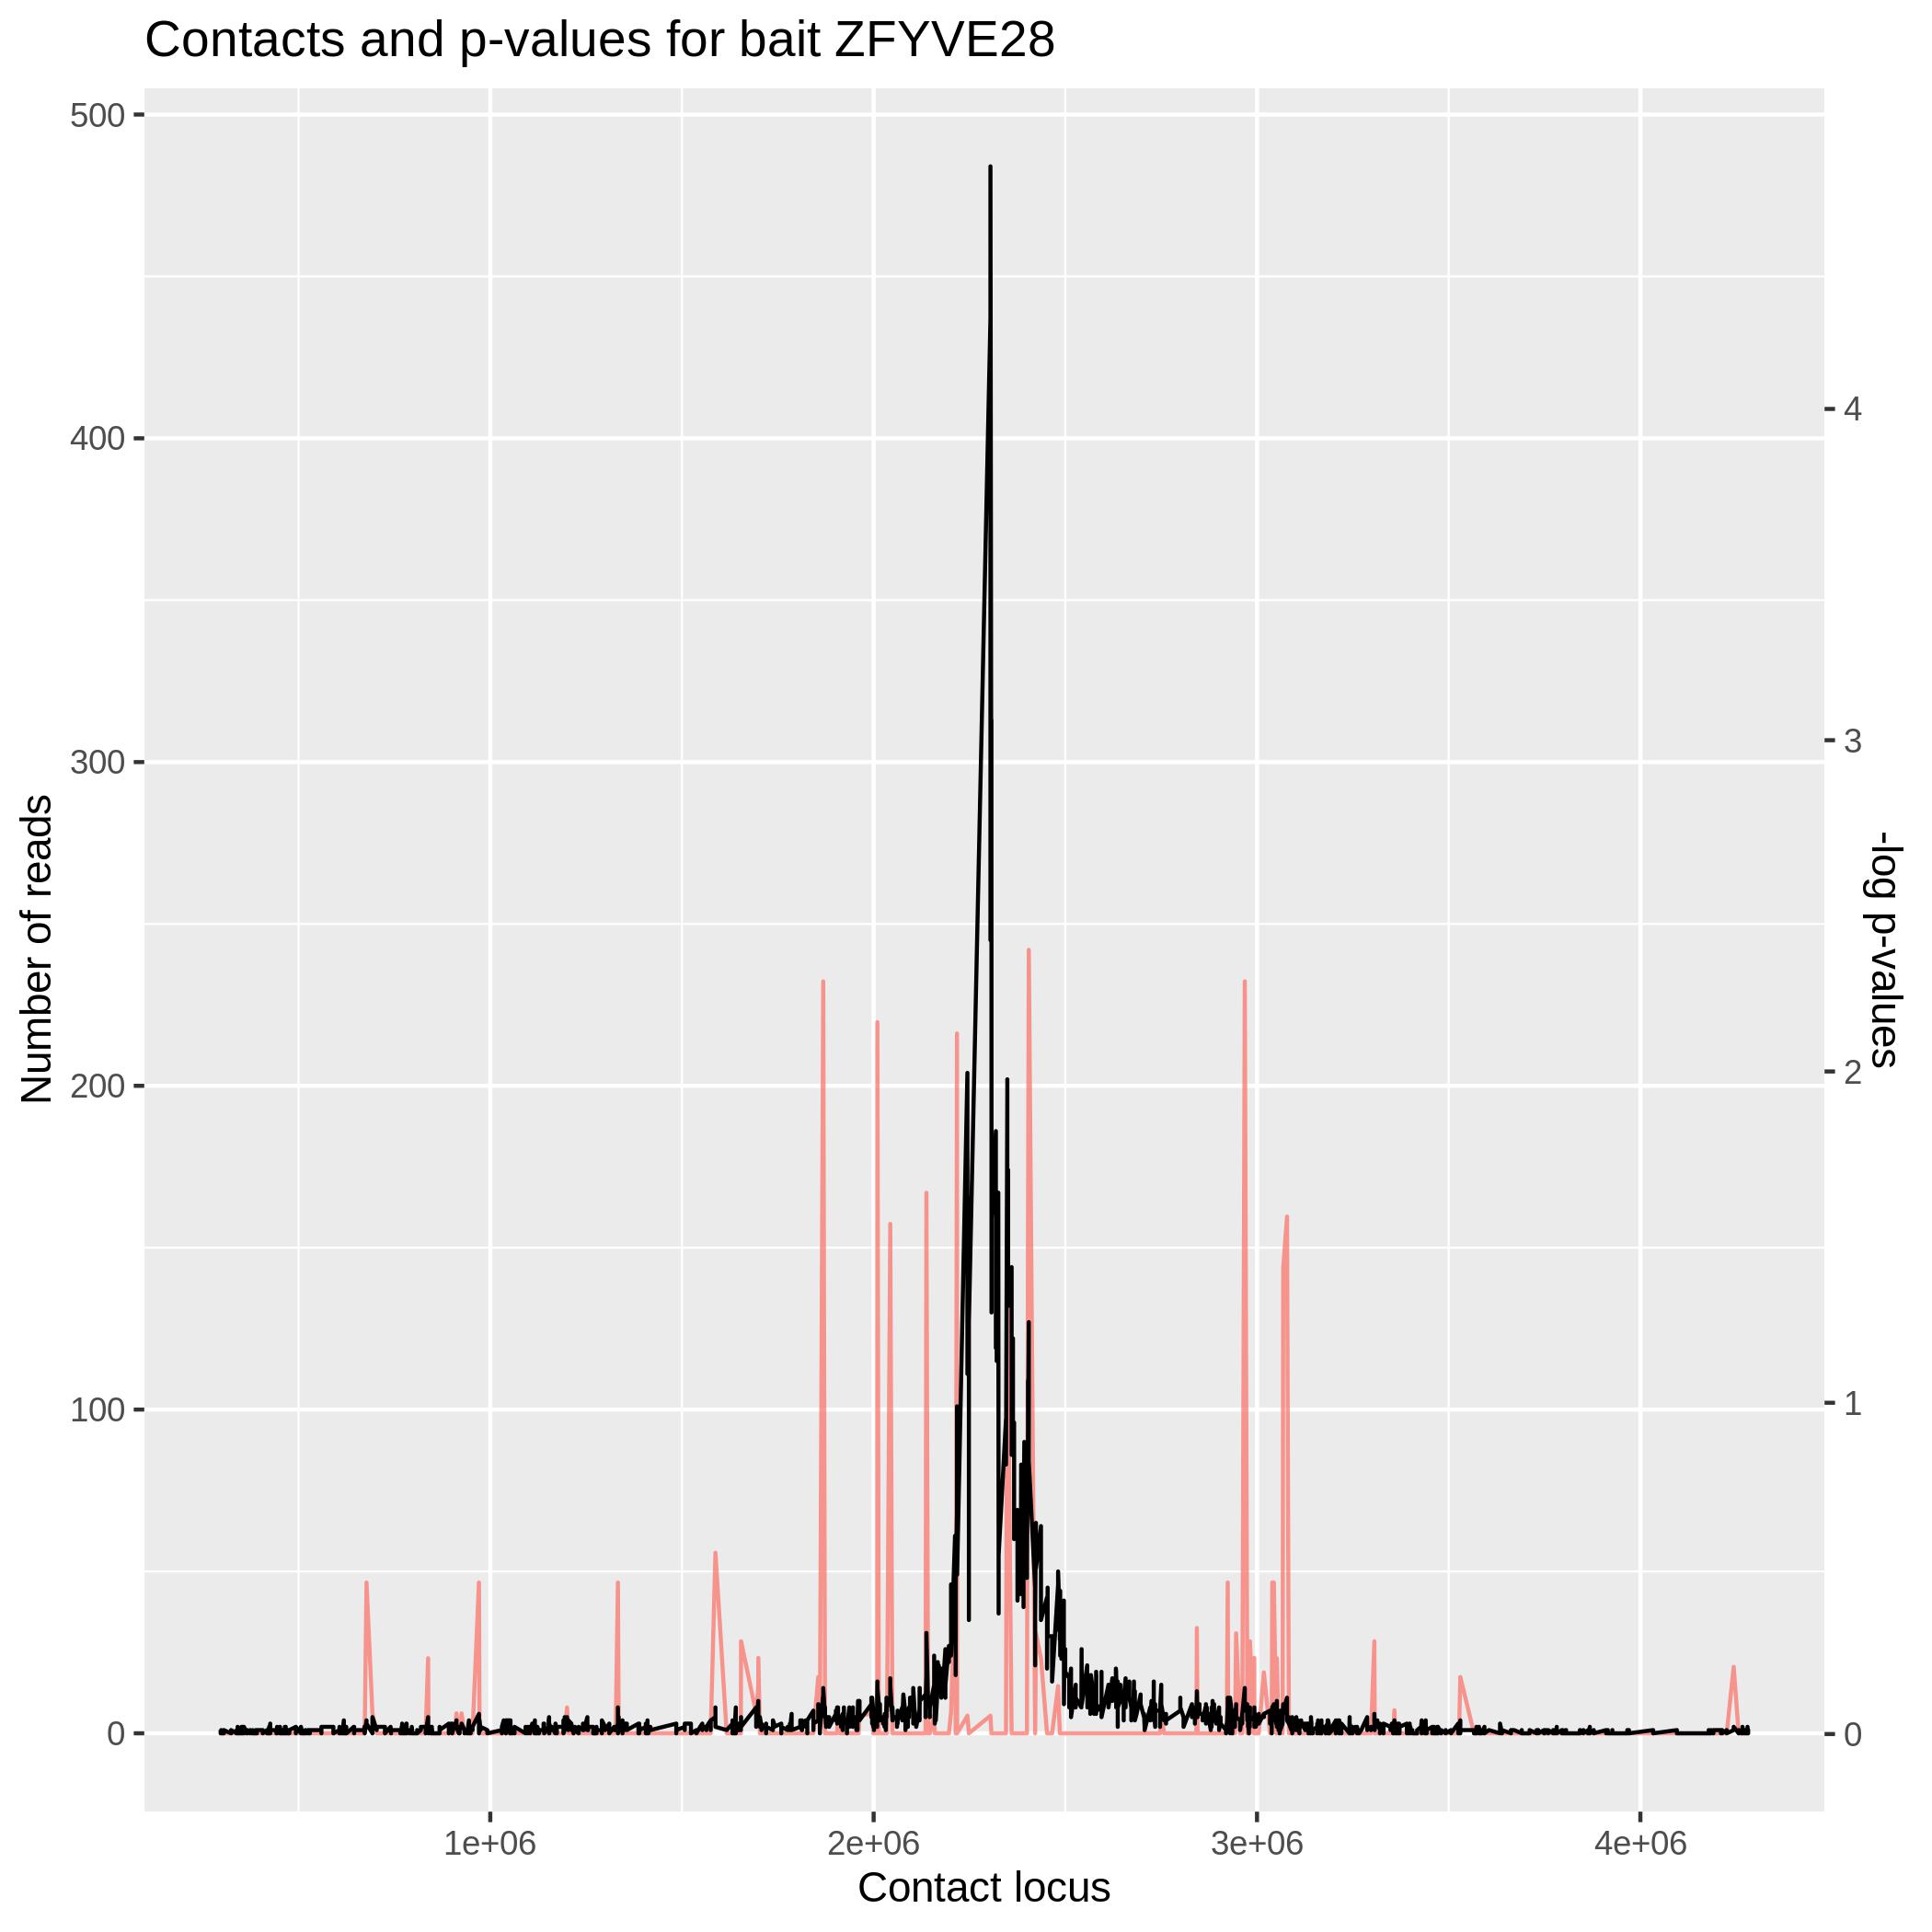 Contacts and p-values for bait ZFYVE28
500
400
300
200
100
0
Number of reads
4
3
2
1
0
-log p-values
1e+06
2e+06
3e+06
4e+06
Contact locus